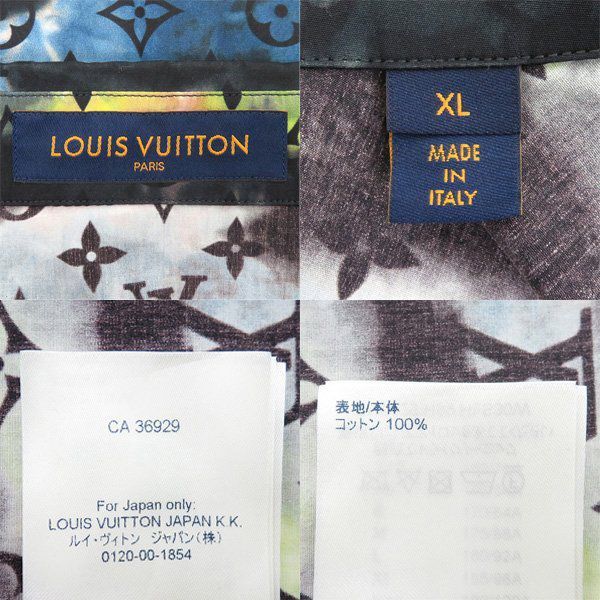 LOUIS VUITTON
PARIS
XL
MADE
IN
ITALY
CA 36929
For Japan only:
LOUIS VUITTON JAPAN K.K.
ルイ・ヴィトン ジャパン(株)
0120-00-1854
表地/本体
コットン 100%